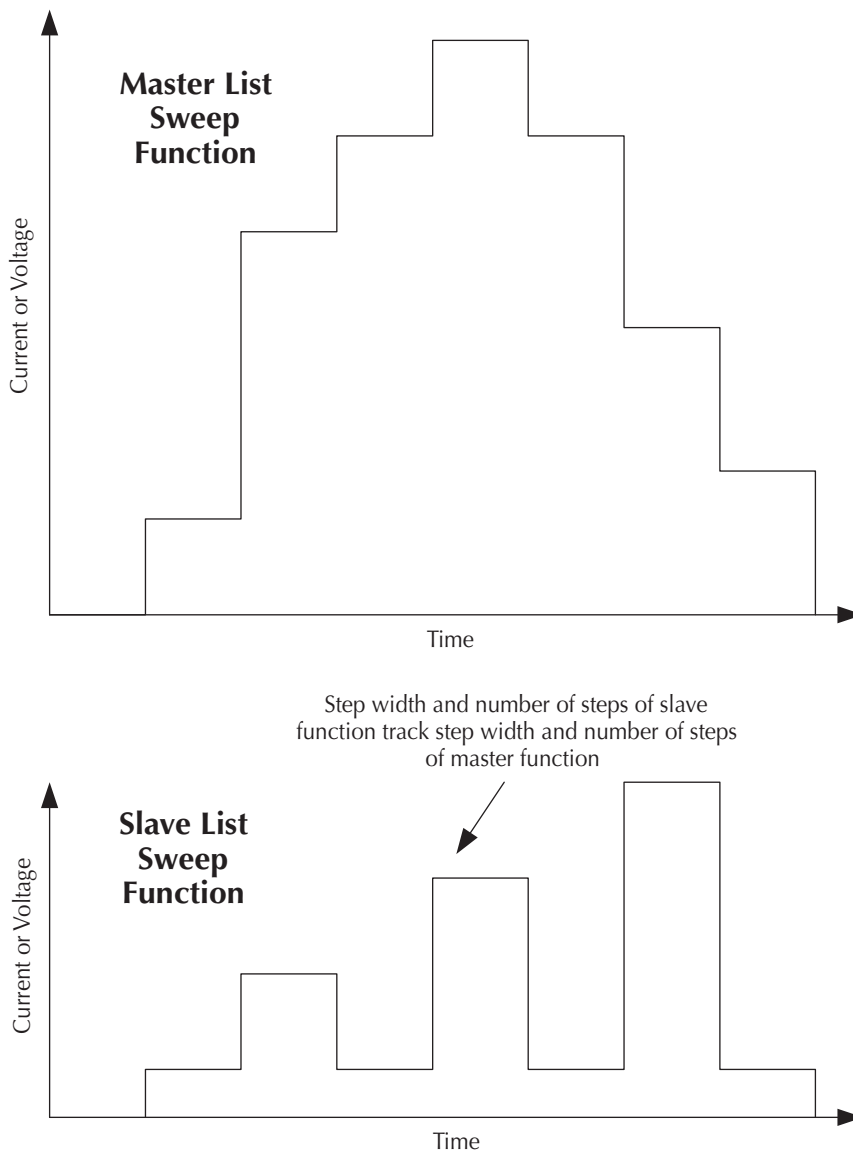 Master List
Sweep
Function
Current or Voltage
Time
Step width and number of steps of slave
function track step width and number of steps
of master function
Slave List
Sweep
Function
Current or Voltage
Time